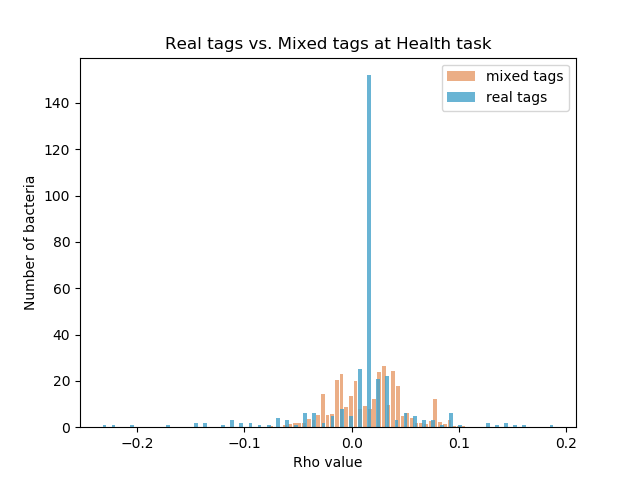 Real tags vs. Mixed tags at Health task
mixed tags
real tags
Number of bacteria
140
120
100
80
60
40
20
0
−0.2
−0.1
0.0
0.1
0.2
Rho value